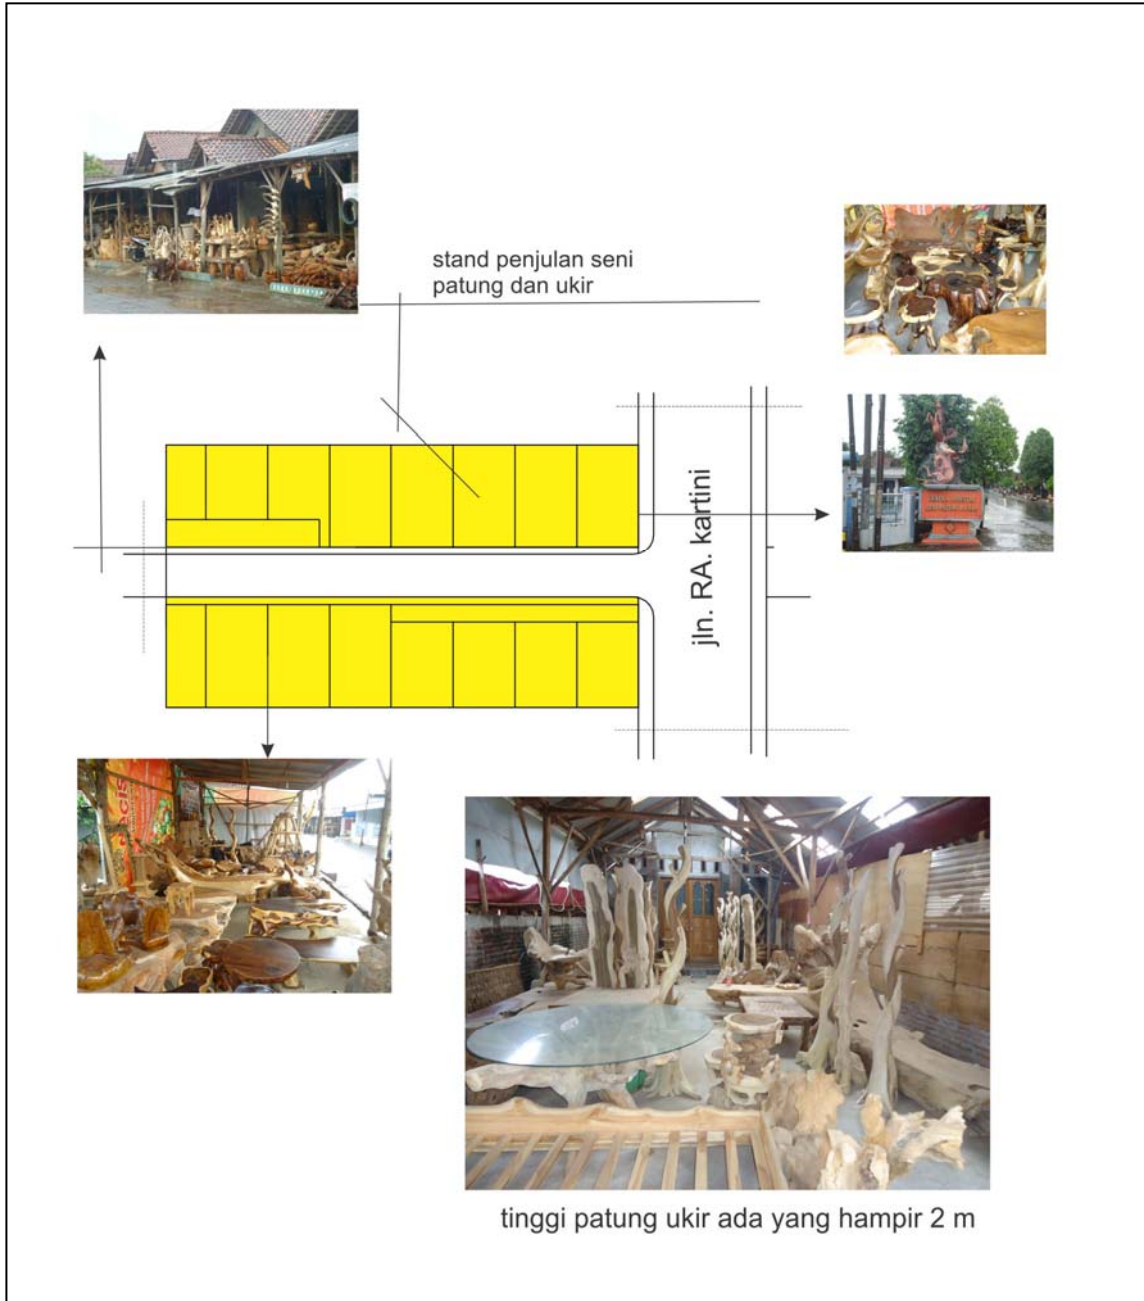 stand penjulan seni
patung dan ukir
jln. RA. kartini
tinggi patung ukir ada yang hampir 2 m